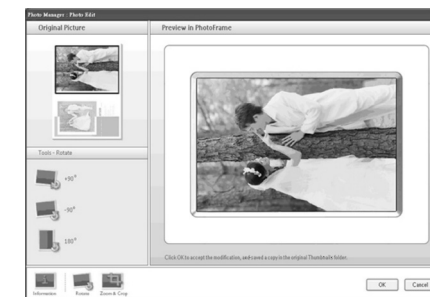 Photo Manager : Photo Edit
Original Picture
Preview in PhotoFrame
Tools - Rotate
+90°
-90°
180°
Click OK to accept the modification, and saved a copy in the original Thumbnails folder.
Information
Rotate
Zoom & Crop
OK
Cancel